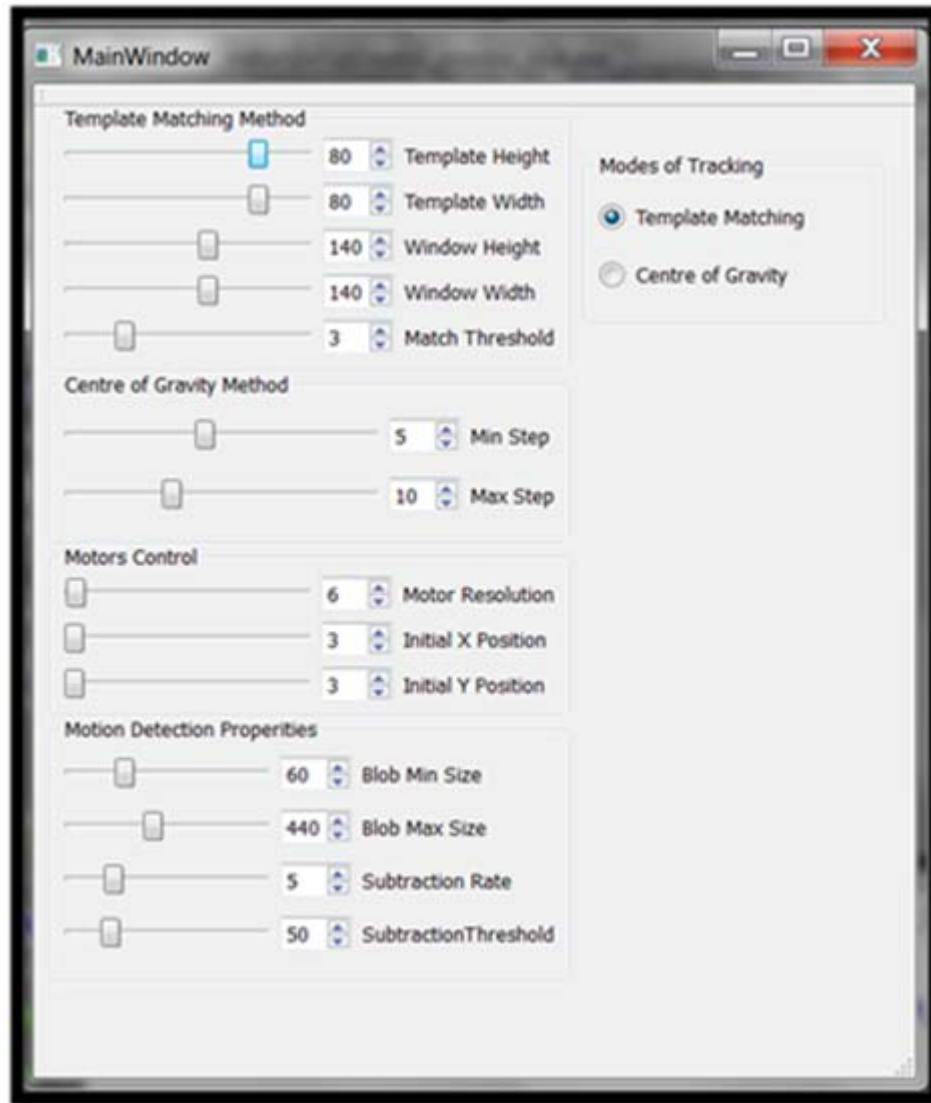 MainWindow
Template Matching Method
80 Template Height
80 Template Width
140 Window Height
140 Window Width
3 Match Threshold
Centre of Gravity Method
5 Min Step
10 Max Step
Motors Control
6 Motor Resolution
3 Initial X Position
3 Initial Y Position
Motion Detection Properities
60 Blob Min Size
440 Blob Max Size
5 Subtraction Rate
50 SubtractionThreshold
Modes of Tracking
Template Matching
Centre of Gravity